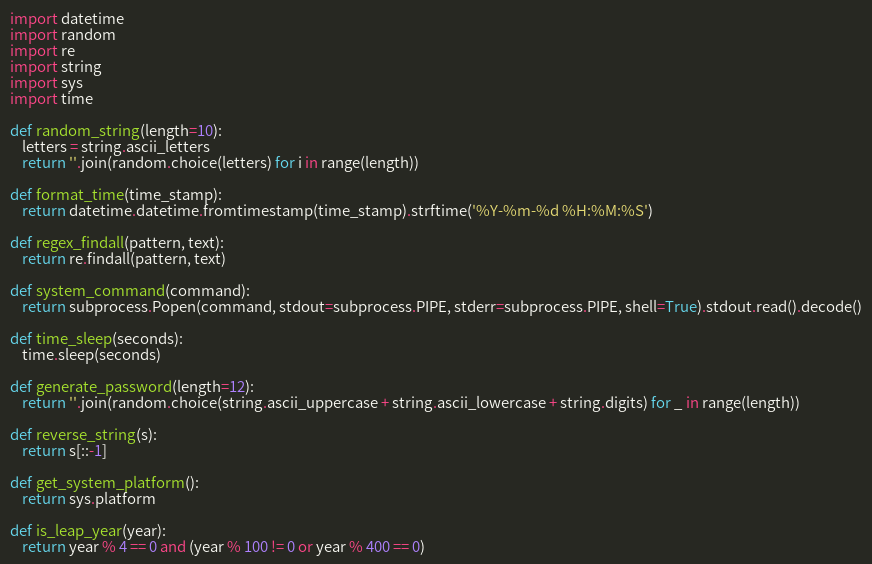 import datetime
import random
import re
import string
import sys
import time

def random_string(length=10):
    letters = string.ascii_letters
    return ''.join(random.choice(letters) for i in range(length))

def format_time(time_stamp):
    return datetime.datetime.fromtimestamp(time_stamp).strftime('%Y-%m-%d %H:%M:%S')

def regex_findall(pattern, text):
    return re.findall(pattern, text)

def system_command(command):
    return subprocess.Popen(command, stdout=subprocess.PIPE, stderr=subprocess.PIPE, shell=True).stdout.read().decode()

def time_sleep(seconds):
    time.sleep(seconds)

def generate_password(length=12):
    return ''.join(random.choice(string.ascii_uppercase + string.ascii_lowercase + string.digits) for _ in range(length))

def reverse_string(s):
    return s[::-1]

def get_system_platform():
    return sys.platform

def is_leap_year(year):
    return year % 4 == 0 and (year % 100 != 0 or year % 400 == 0)